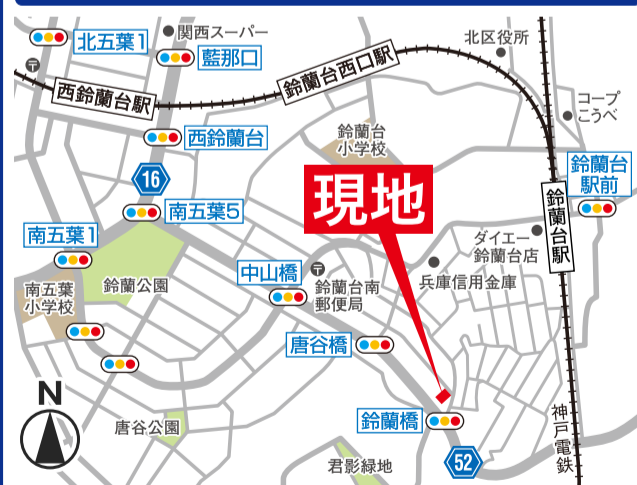 北五葉1
関西スーパー
藍那口
北区役所
西鈴蘭台駅
鈴蘭台西口駅
コープ
こうべ
西鈴蘭台
鈴蘭台
小学校
鈴蘭台
駅前
16
現地
鈴蘭台駅
南五葉5
南五葉1
ダイエー
鈴蘭台店
中山橋
兵庫信用金庫
南五葉
小学校
鈴蘭公園
鈴蘭台南
郵便局
唐谷橋
N
唐谷公園
鈴蘭橋
神戸電鉄
君影緑地
52